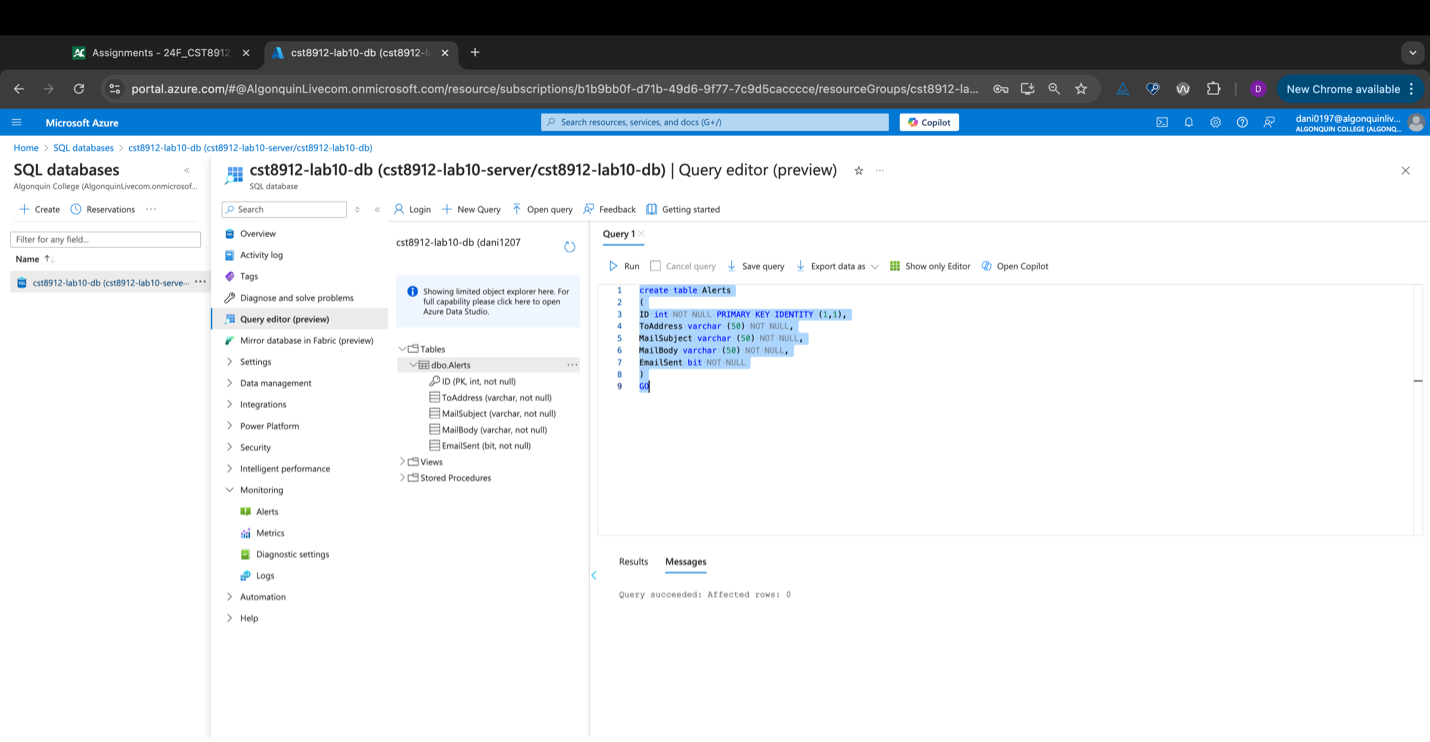 Assignments - 24F_CST8912
cst8912-lab10-db (cst8912-l
portal.azure.com/#@AlgonquinLivecom.onmicrosoft.com/resource/subscriptions/b1b9bb0f-d71b-49d6-9f77-7c9d5cacccce/resourceGroups/cst8912-la...
D
New Chrome available
Microsoft Azure
Search resources, services, and docs (G+/)
Copilot
dani0197@algonquinliv...
ALGONQUIN COLLEGE (ALGONQ...
Home > SQL databases > cst8912-lab10-db (cst8912-lab10-server/cst8912-lab10-db)
SQL databases
Algonquin College (AlgonquinLivecom.onmicrosof...
Create
Reservations
Filter for any field...
Name
cst8912-lab10-db (cst8912-lab10-serve···
cst8912-lab10-db (cst8912-lab10-server/cst8912-lab10-db) | Query editor (preview)
SQL database
Search
Overview
Activity log
Tags
Diagnose and solve problems
Query editor (preview)
Mirror database in Fabric (preview)
Settings
Data management
Integrations
Power Platform
Security
Intelligent performance
Monitoring
Alerts
Metrics
Diagnostic settings
Logs
Automation
Help
Login
New Query
Open query
Feedback
Getting started
cst8912-lab10-db (dani1207
Showing limited object explorer here. For
full capability please click here to open
Azure Data Studio.
Tables
dbo.Alerts
ID (PK, int, not null)
ToAddress (varchar, not null)
MailSubject (varchar, not null)
MailBody (varchar, not null)
EmailSent (bit, not null)
Views
Stored Procedures
Query 1
Run
Cancel query
Save query
Export data as
Show only Editor
Open Copilot
1 create table Alerts
2 (
3 ID int NOT NULL PRIMARY KEY IDENTITY (1,1),
4 ToAddress varchar (50) NOT NULL,
5 MailSubject varchar (50) NOT NULL,
6 MailBody varchar (50) NOT NULL,
7 EmailSent bit NOT NULL
8 )
9 GO
Results
Messages
Query succeeded: Affected rows: 0